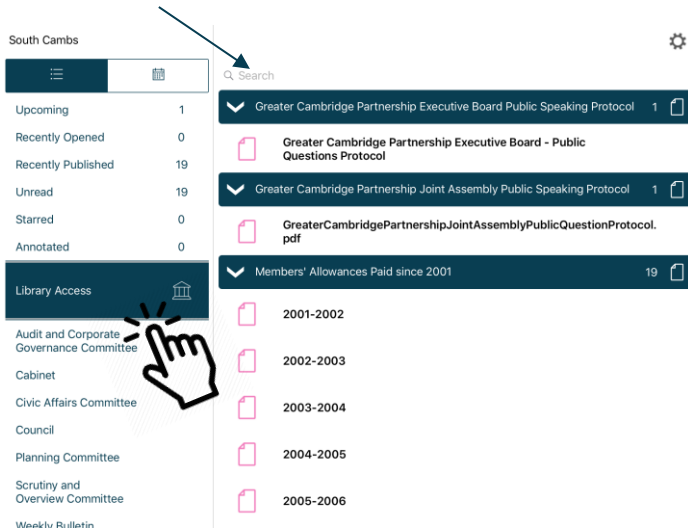 South Cambs
Upcoming 1
Recently Opened 0
Recently Published 19
Unread 19
Starred 0
Annotated 0
Library Access
Audit and Corporate
Governance Committee
Cabinet
Civic Affairs Committee
Council
Planning Committee
Scrutiny and
Overview Committee
Weekly Bulletin
Search
Greater Cambridge Partnership Executive Board Public Speaking Protocol 1
Greater Cambridge Partnership Executive Board - Public
Questions Protocol
Greater Cambridge Partnership Joint Assembly Public Speaking Protocol 1
GreaterCambridgePartnershipJointAssemblyPublicQuestionProtocol.
pdf
Members' Allowances Paid since 2001 19
2001-2002
2002-2003
2003-2004
2004-2005
2005-2006